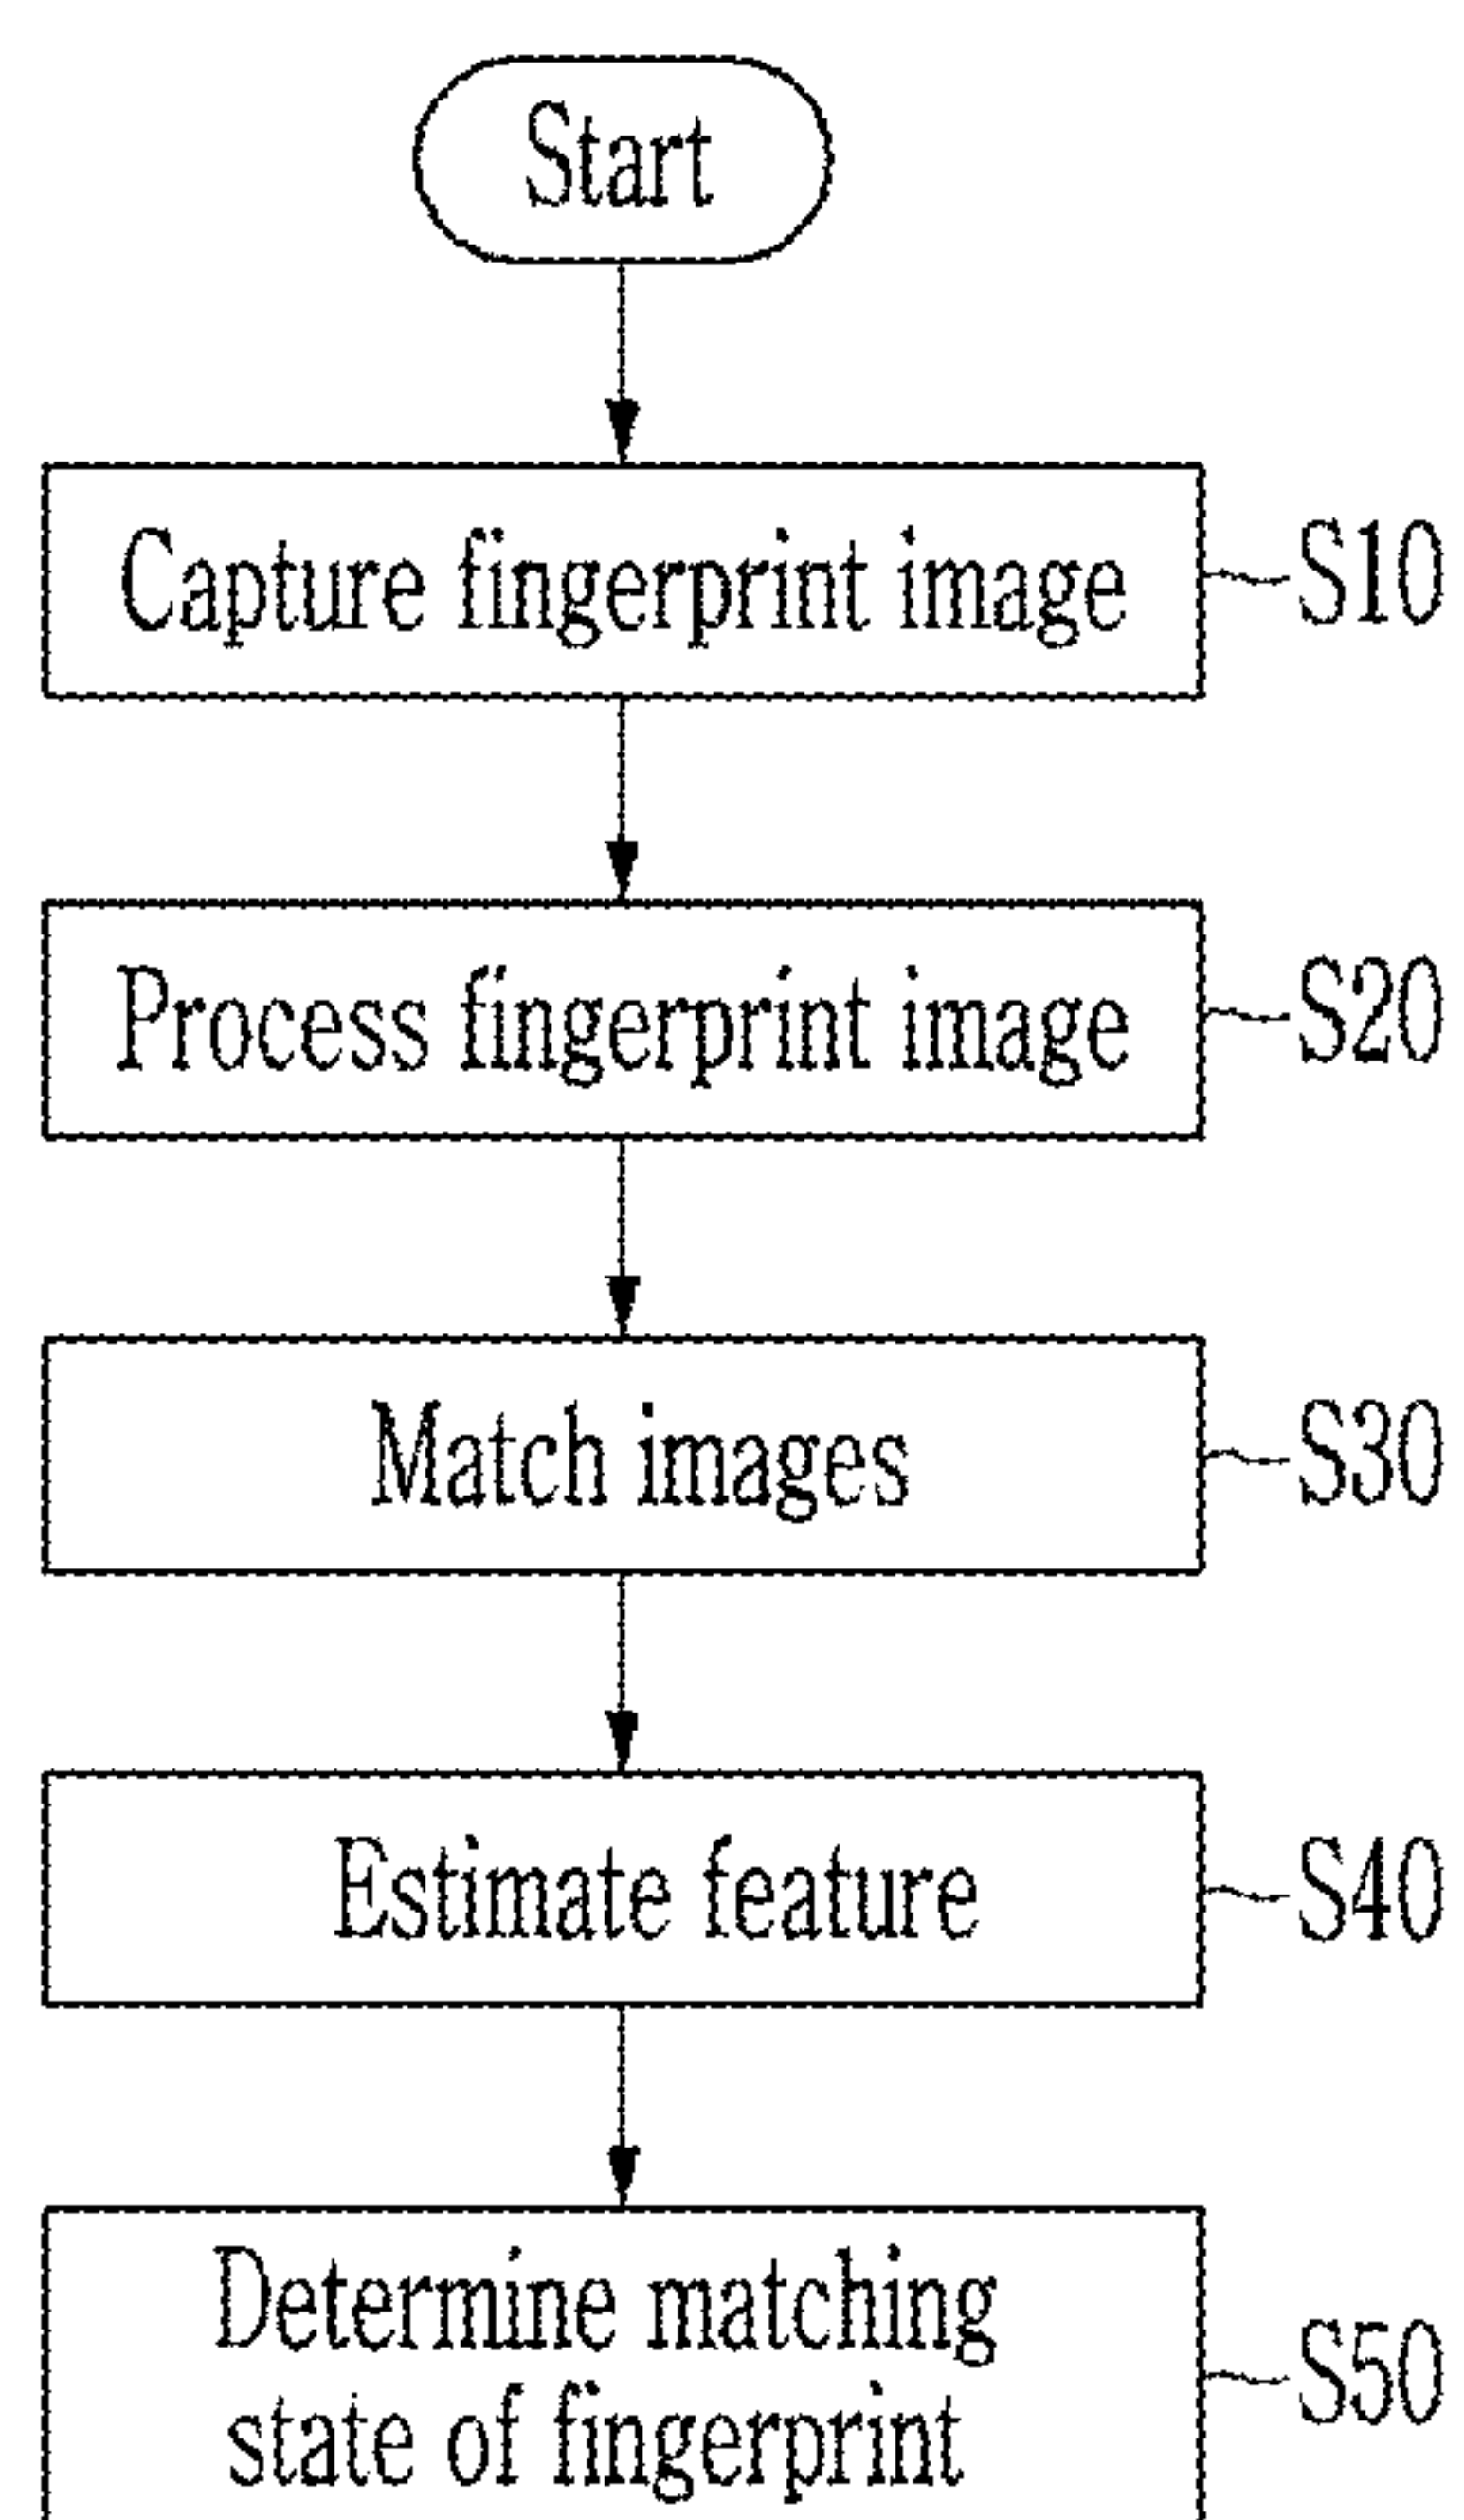 Start
Capture fingerprint image
S10
Process fingerprint image
S20
Match images
S30
Estimate feature
S40
Determine matching
state of fingerprint
S50